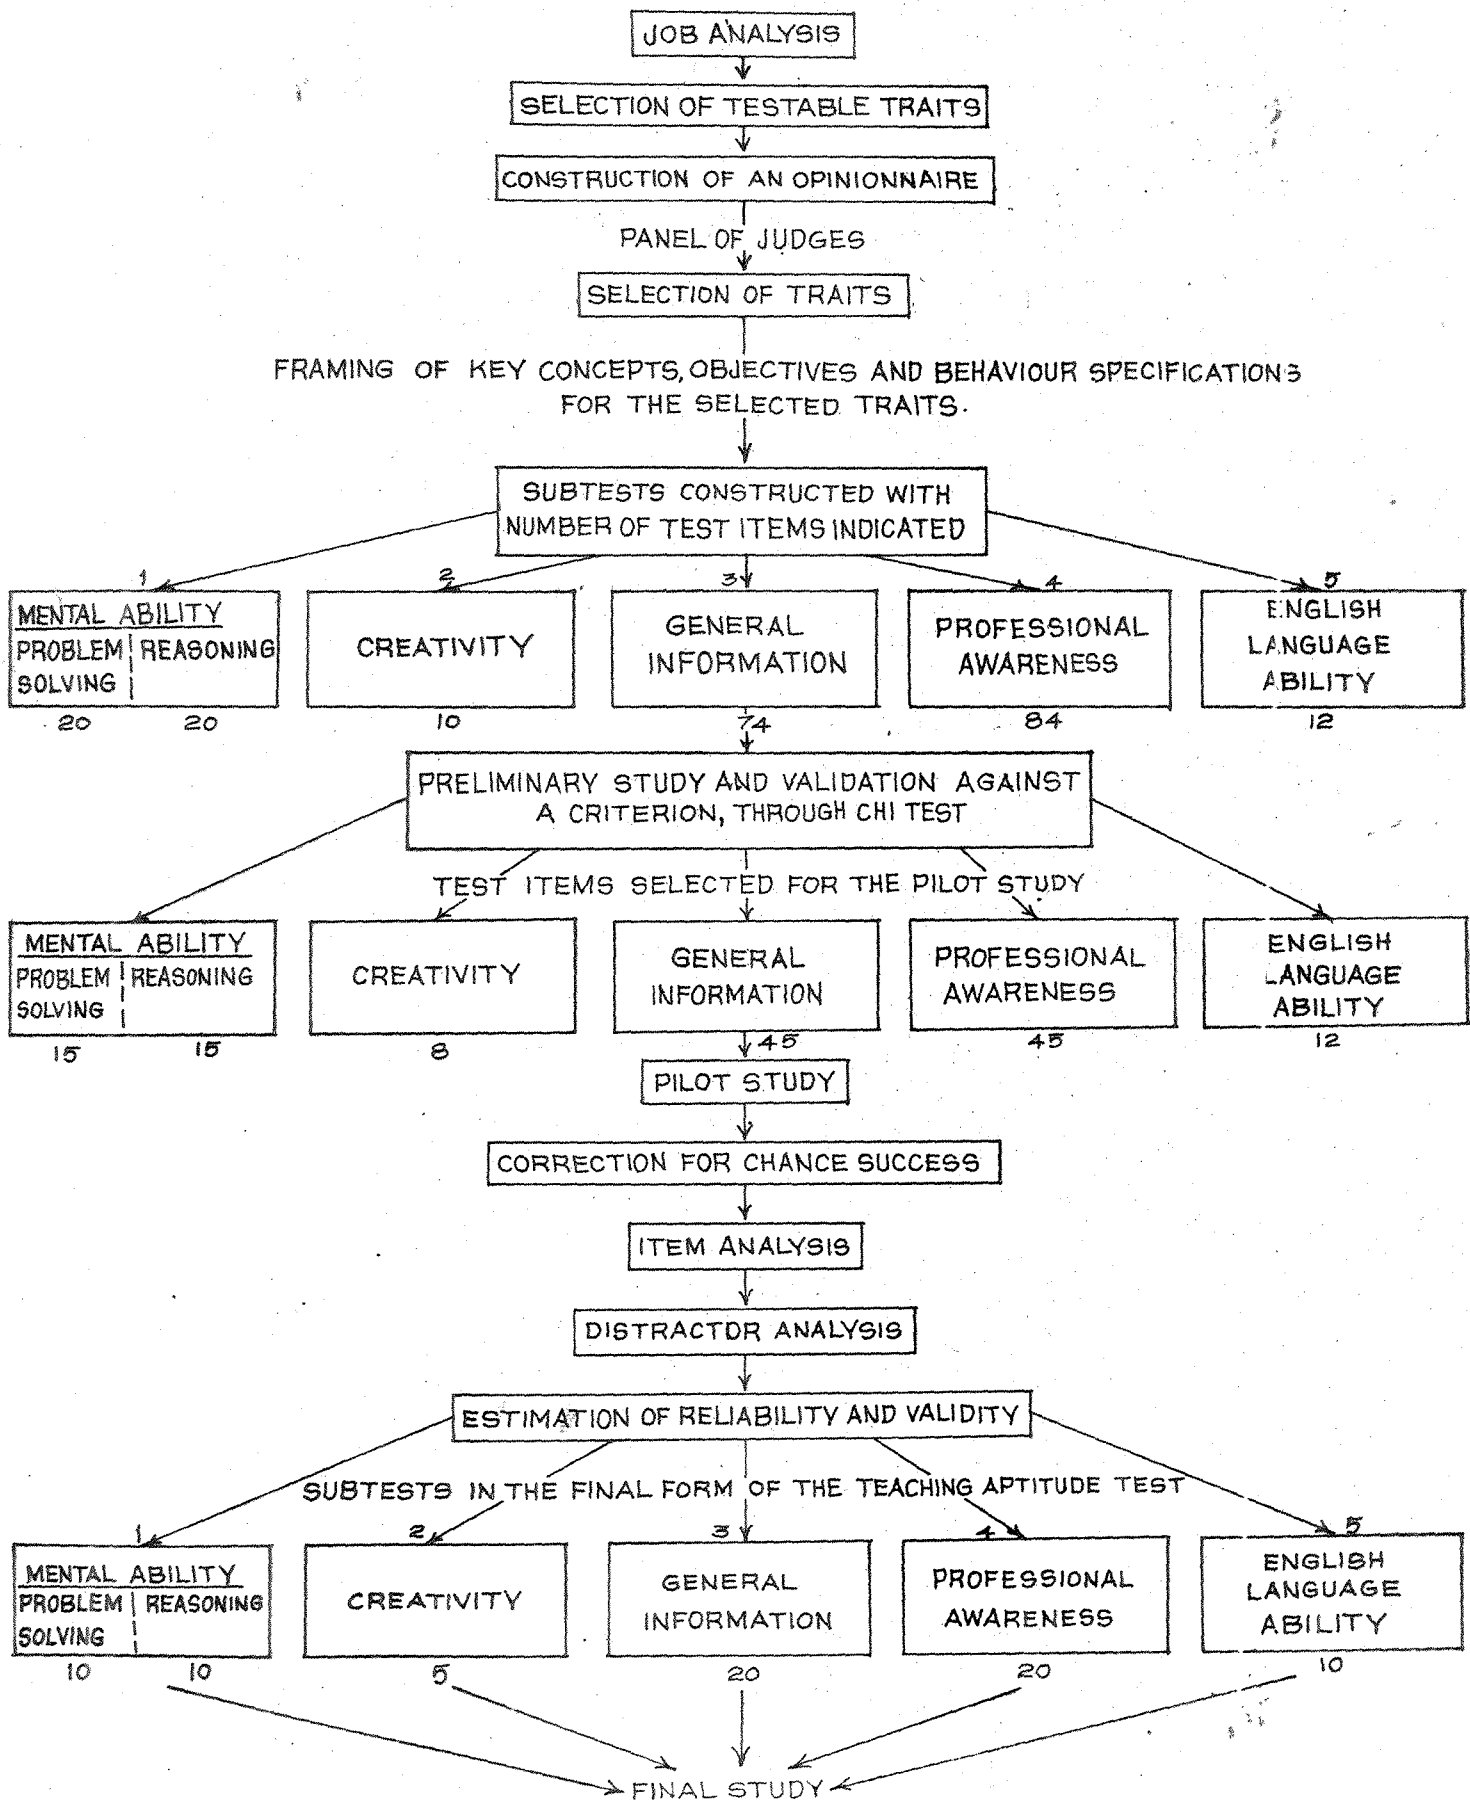 JOB ANALYSIS
SELECTION OF TESTABLE TRAITS
CONSTRUCTION OF AN OPINIONNAIRE
PANEL OF JUDGES
SELECTION OF TRAITS
FRAMING OF KEY CONCEPTS, OBJECTIVES AND BEHAVIOUR SPECIFICATIONS
FOR THE SELECTED TRAITS.
SUBTESTS CONSTRUCTED WITH
NUMBER OF TEST ITEMS INDICATED
1
MENTAL ABILITY
PROBLEM REASONING
SOLVING
20 20
2
CREATIVITY
10
3
GENERAL
INFORMATION
74
4
PROFESSIONAL
AWARENESS
84
5
ENGLISH
LANGUAGE
ABILITY
12
PRELIMINARY STUDY AND VALIDATION AGAINST
A CRITERION, THROUGH CHI TEST
TEST ITEMS SELECTED FOR THE PILOT STUDY
MENTAL ABILITY
PROBLEM REASONING
SOLVING
15 15
CREATIVITY
8
GENERAL
INFORMATION
45
PROFESSIONAL
AWARENESS
45
ENGLISH
LANGUAGE
ABILITY
12
PILOT STUDY
CORRECTION FOR CHANCE SUCCESS
ITEM ANALYSIS
DISTRACTOR ANALYSIS
ESTIMATION OF RELIABILITY AND VALIDITY
SUBTESTS IN THE FINAL FORM OF THE TEACHING APTITUDE TEST
1
MENTAL ABILITY
PROBLEM REASONING
SOLVING
10 10
2
CREATIVITY
5
3
GENERAL
INFORMATION
20
4
PROFESSIONAL
AWARENESS
20
5
ENGLISH
LANGUAGE
ABILITY
10
FINAL STUDY